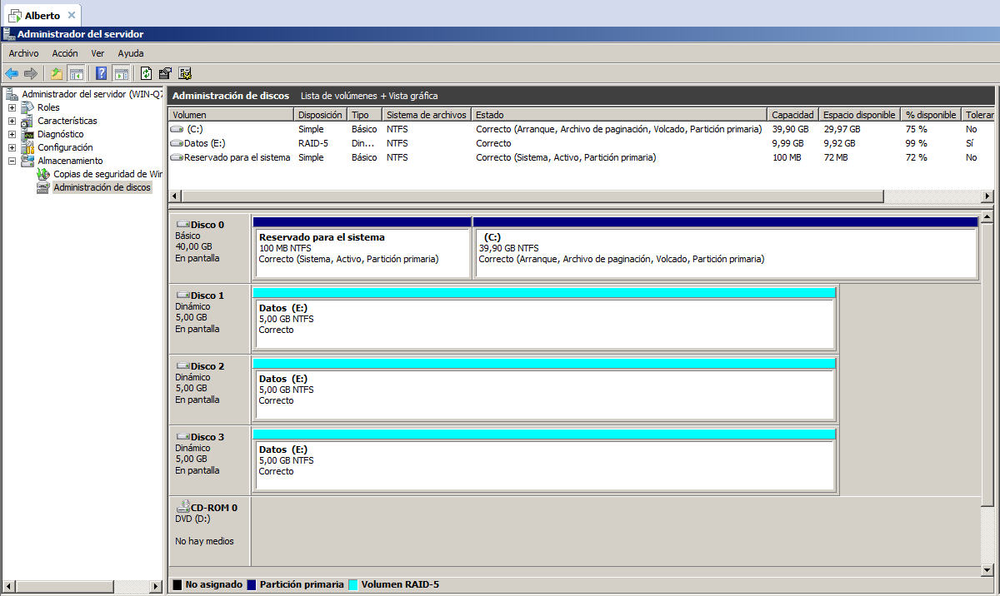 Alberto
Administrador del servidor
Archivo Acción Ver Ayuda
Administrador del servidor (WIN-Q7
Roles
Características
Diagnóstico
Configuración
Almacenamiento
Copias de seguridad de Win
Administración de discos
Administración de discos Lista de volúmenes + Vista gráfica
Volumen Disposición Tipo Sistema de archivos Estado Capacidad Espacio disponible % disponible Toleran
(C:) Simple Básico NTFS Correcto (Arranque, Archivo de paginación, Volcado, Partición primaria) 39,90 GB 29,97 GB 75 % No
Datos (E:) RAID-5 Din... NTFS Correcto 9,99 GB 9,92 GB 99 % Sí
Reservado para el sistema Simple Básico NTFS Correcto (Sistema, Activo, Partición primaria) 100 MB 72 MB 72 % No
Disco 0
Básico
40,00 GB
En pantalla
Reservado para el sistema
100 MB NTFS
Correcto (Sistema, Activo, Partición primaria)
(C:)
39,90 GB NTFS
Correcto (Arranque, Archivo de paginación, Volcado, Partición primaria)
Disco 1
Dinámico
5,00 GB
En pantalla
Datos (E:)
5,00 GB NTFS
Correcto
Disco 2
Dinámico
5,00 GB
En pantalla
Datos (E:)
5,00 GB NTFS
Correcto
Disco 3
Dinámico
5,00 GB
En pantalla
Datos (E:)
5,00 GB NTFS
Correcto
CD-ROM 0
DVD (D:)
No hay medios
No asignado Partición primaria Volumen RAID-5